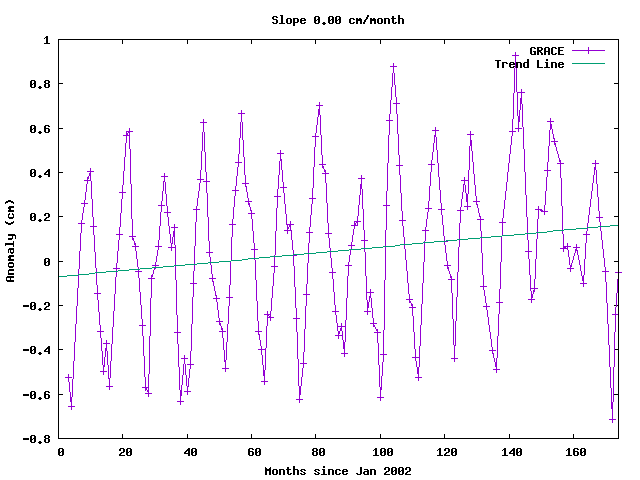 Slope 0.00 cm/month
1
GRACE
Trend Line
0.8
0.6
0.4
0.2
0
-0.2
-0.4
-0.6
-0.8
Anomaly (cm)
0 20 40 60 80 100 120 140 160
Months since Jan 2002